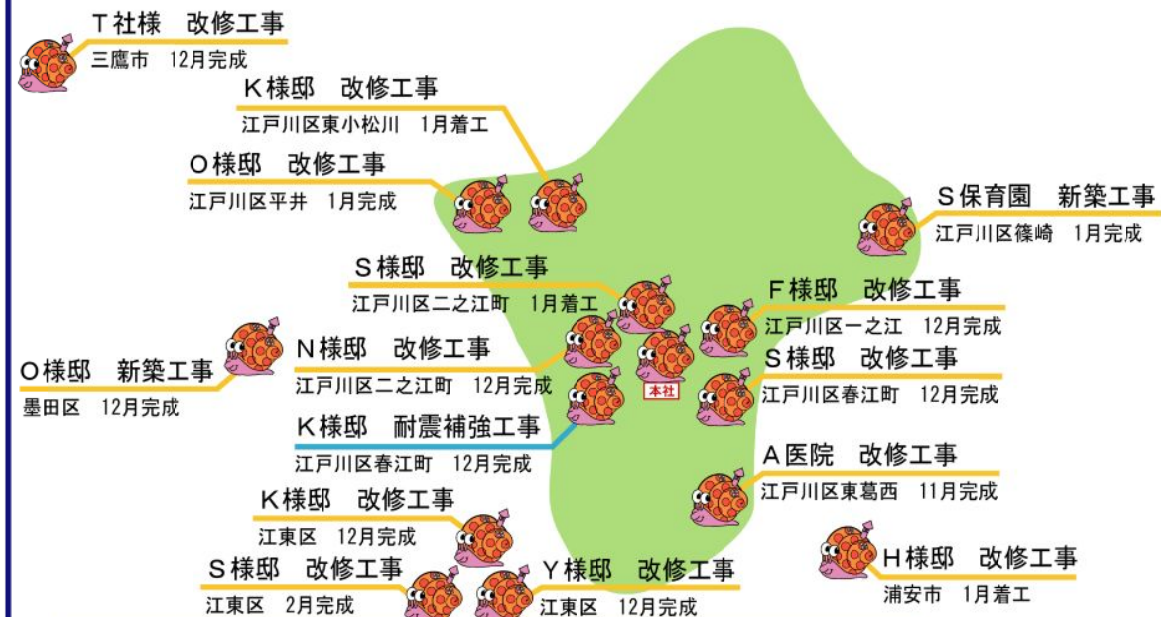 T社様 改修工事
三鷹市 12月完成
K様邸 改修工事
江戸川区東小松川 1月着工
O様邸 改修工事
江戸川区平井 1月完成
S保育園 新築工事
江戸川区篠崎 1月完成
S様邸 改修工事
江戸川区二之江町 1月着工
F様邸 改修工事
江戸川区一之江 12月完成
N様邸 改修工事
江戸川区二之江町 12月完成
O様邸 新築工事
墨田区 12月完成
S様邸 改修工事
江戸川区春江町 12月完成
本社
K様邸 耐震補強工事
江戸川区春江町 12月完成
A医院 改修工事
江戸川区東葛西 11月完成
K様邸 改修工事
江東区 12月完成
H様邸 改修工事
浦安市 1月着工
S様邸 改修工事
江東区 2月完成
Y様邸 改修工事
江東区 12月完成